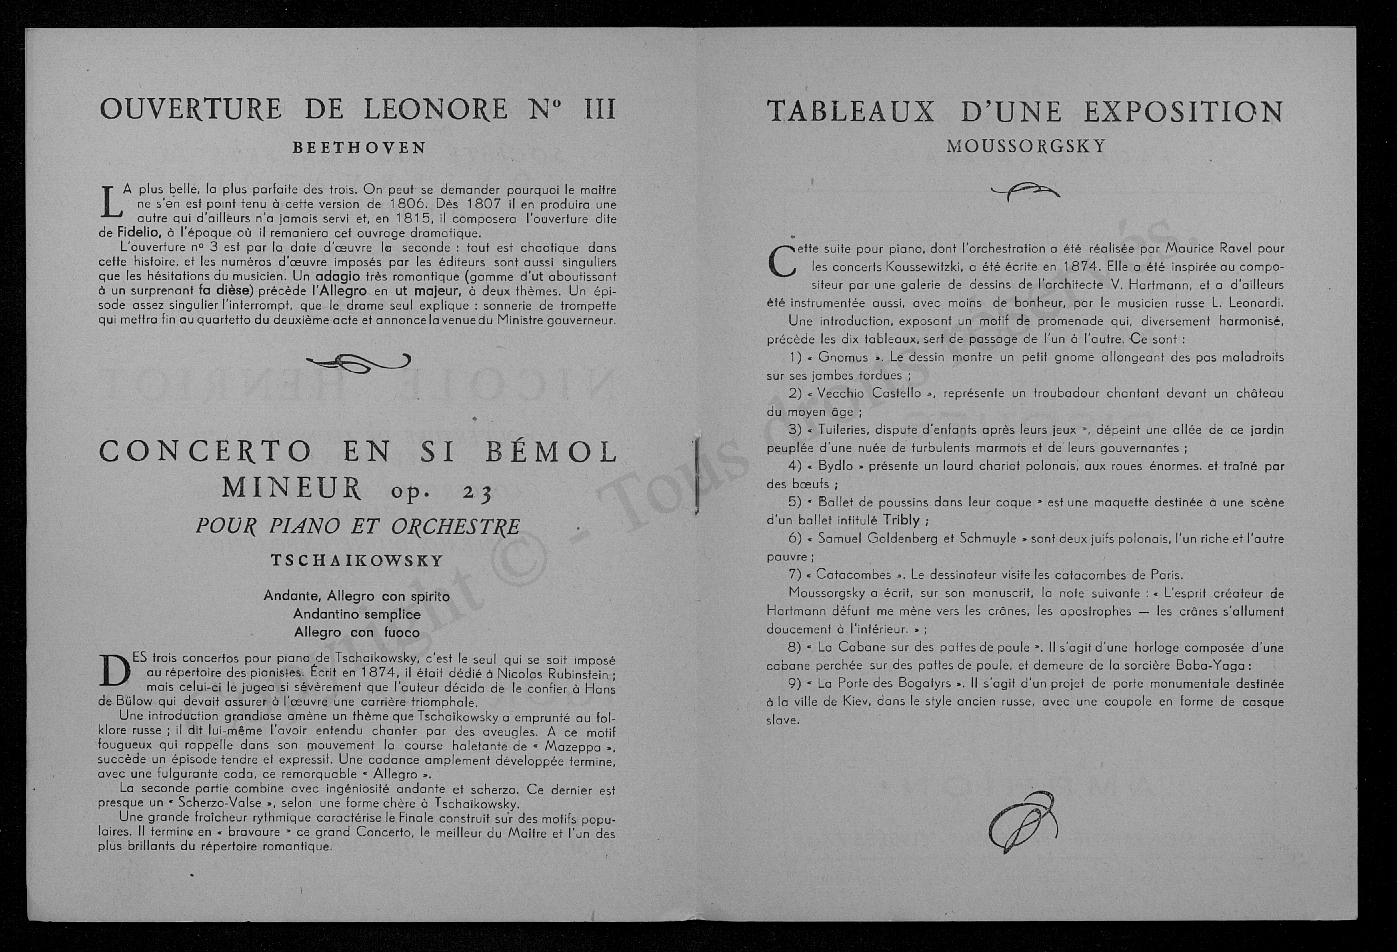 OUVERTURE DE LEONORE Nº III
BEETHOVEN
LA plus belle, la plus parfaite des trois. On peut se demander pourquoi le maître
ne s'en est point tenu à cette version de 1806. Dès 1807 il en produira une
autre qui d'ailleurs n'a jamais servi et, en 1815, il composera l'ouverture dite
de Fidelio, à l'époque où il remaniera cet ouvrage dramatique.
L'ouverture nº 3 est par la date d'œuvre la seconde : tout est chaotique dans
cette histoire, et les numéros d'œuvre imposés par les éditeurs sont aussi singuliers
que les hésitations du musicien. Un adagio très romantique (gamme d'ut aboutissant
à un surprenant fa dièse) précède l'Allegro en ut majeur, à deux thèmes. Un épi-
sode assez singulier l'interrompt, que le drame seul explique : sonnerie de trompette
qui mettra fin au quartetto du deuxième acte et annonce la venue du Ministre gouverneur.
CONCERTO EN SI BÉMOL
MINEUR op. 23
POUR PIANO ET ORCHESTRE
TSCHAIKOWSKY
Andante, Allegro con spirito
Andantino semplice
Allegro con fuoco
DES trois concertos pour piano de Tschaïkowsky, c'est le seul qui se soit imposé
au répertoire des pianistes. Écrit en 1874, il était dédié à Nicolas Rubinstein ;
mais celui-ci le jugea si sévèrement que l'auteur décida de le confier à Hans
de Bülow qui devait assurer à l'œuvre une carrière triomphale.
Une introduction grandiose amène un thème que Tschaïkowsky a emprunté au fol-
klore russe ; il dit lui-même l'avoir entendu chanter par des aveugles. A ce motif
fougueux qui rappelle dans son mouvement la course haletante de « Mazeppa »,
succède un épisode tendre et expressif. Une cadance amplement développée termine,
avec une fulgurante coda, ce remarquable « Allegro ».
La seconde partie combine avec ingéniosité andante et scherzo. Ce dernier est
presque un « Scherzo-Valse », selon une forme chère à Tschaïkowsky.
Une grande fraîcheur rythmique caractérise le Finale construit sur des motifs popu-
laires. Il termine en « bravoure » ce grand Concerto, le meilleur du Maître et l'un des
plus brillants du répertoire romantique.
TABLEAUX D'UNE EXPOSITION
MOUSSORGSKY
Cette suite pour piano, dont l'orchestration a été réalisée par Maurice Ravel pour
les concerts Koussewitzki, a été écrite en 1874. Elle a été inspirée au compo-
siteur par une galerie de dessins de l'architecte V. Hartmann, et a d'ailleurs
été instrumentée aussi, avec moins de bonheur, par le musicien russe L. Leonardi.
Une introduction, exposant un motif de promenade qui, diversement harmonisé,
précède les dix tableaux, sert de passage de l'un à l'autre. Ce sont :
1) « Gnomus ». Le dessin montre un petit gnome allongeant des pas maladroits
sur ses jambes tordues ;
2) « Vecchio Castello », représente un troubadour chantant devant un château
du moyen âge ;
3) « Tuileries, dispute d'enfants après leurs jeux », dépeint une allée de ce jardin
peuplée d'une nuée de turbulents marmots et de leurs gouvernantes ;
4) « Bydlo » présente un lourd chariot polonais, aux roues énormes, et traîné par
des bœufs ;
5) « Ballet de poussins dans leur coque » est une maquette destinée à une scène
d'un ballet intitulé Tribly ;
6) « Samuel Goldenberg et Schmuyle » sont deux juifs polonais, l'un riche et l'autre
pauvre ;
7) « Catacombes ». Le dessinateur visite les catacombes de Paris.
Moussorgsky a écrit, sur son manuscrit, la note suivante : « L'esprit créateur de
Hartmann défunt me mène vers les crânes, les apostrophes — les crânes s'allument
doucement à l'intérieur. » ;
8) « La Cabane sur des pattes de poule ». Il s'agit d'une horloge composée d'une
cabane perchée sur des pattes de poule, et demeure de la sorcière Baba-Yaga :
9) « La Porte des Bogatyrs ». Il s'agit d'un projet de porte monumentale destinée
à la ville de Kiev, dans le style ancien russe, avec une coupole en forme de casque
slave.
Copyright © - Tous droits réservés.